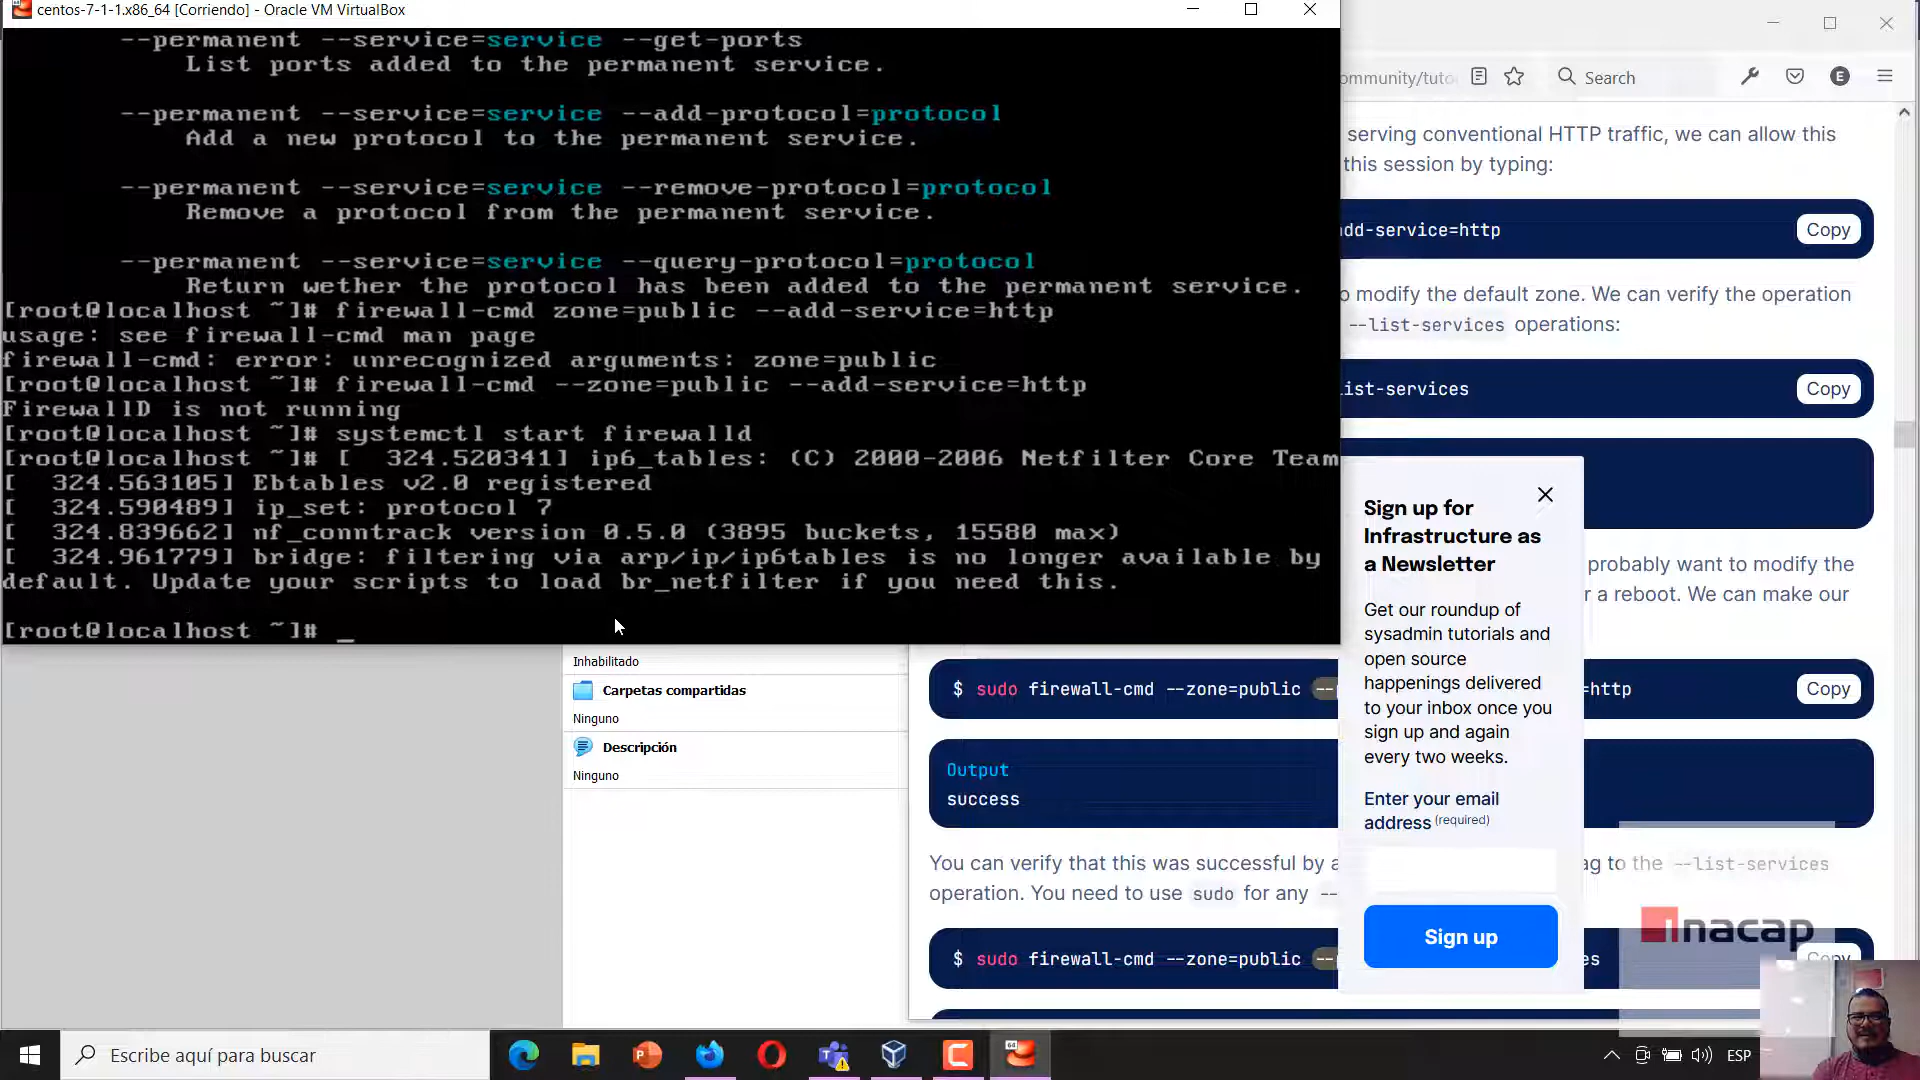 centos-7-1-1.x86_64 [Corriendo] - Oracle VM VirtualBox
--permanent --service=service --get-ports
List ports added to the permanent service.
--permanent --service=service --add-protocol=protocol
Add a new protocol to the permanent service.
--permanent --service=service --remove-protocol=protocol
Remove a protocol from the permanent service.
--permanent --service=service --query-protocol=protocol
Return wether the protocol has been added to the permanent service.
[root@localhost ~]# firewall-cmd zone=public --add-service=http
usage: see firewall-cmd man page
firewall-cmd: error: unrecognized arguments: zone=public
[root@localhost ~]# firewall-cmd --zone=public --add-service=http
FirewallD is not running
[root@localhost ~]# systemctl start firewalld
[root@localhost ~]# [  324.520341] ip6_tables: (C) 2000-2006 Netfilter Core Team
[  324.563105] Ebtables v2.0 registered
[  324.590489] ip_set: protocol 7
[  324.839662] nf_conntrack version 0.5.0 (3895 buckets, 15580 max)
[  324.961779] bridge: filtering via arp/ip/ip6tables is no longer available by
default. Update your scripts to load br_netfilter if you need this.
[root@localhost ~]# _
Inhabilitado
Carpetas compartidas
Ninguno
Descripción
Ninguno
ommunity/tuto
Search
E
serving conventional HTTP traffic, we can allow this
this session by typing:
dd-service=http
Copy
o modify the default zone. We can verify the operation
--list-services operations:
ist-services
Copy
probably want to modify the
r a reboot. We can make our
$ sudo firewall-cmd --zone=public --
=http
Copy
Output
success
You can verify that this was successful by a
ag to the --list-services
operation. You need to use sudo for any --
$ sudo firewall-cmd --zone=public --
es
Copy
Sign up for
Infrastructure as
a Newsletter
Get our roundup of
sysadmin tutorials and
open source
happenings delivered
to your inbox once you
sign up and again
every two weeks.
Enter your email
address (required)
Sign up
inacap
Escribe aquí para buscar
64
ESP